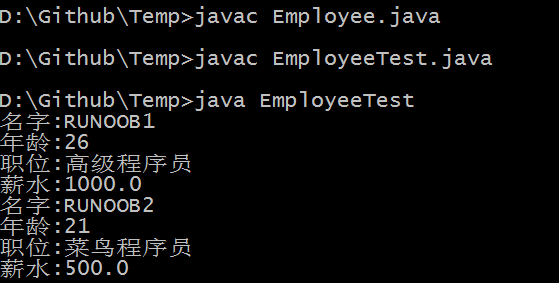 D:\Github\Temp>javac Employee.java
D:\Github\Temp>javac EmployeeTest.java
D:\Github\Temp>java EmployeeTest
名字:RUNOOB1
年龄:26
职位:高级程序员
薪水:1000.0
名字:RUNOOB2
年龄:21
职位:菜鸟程序员
薪水:500.0